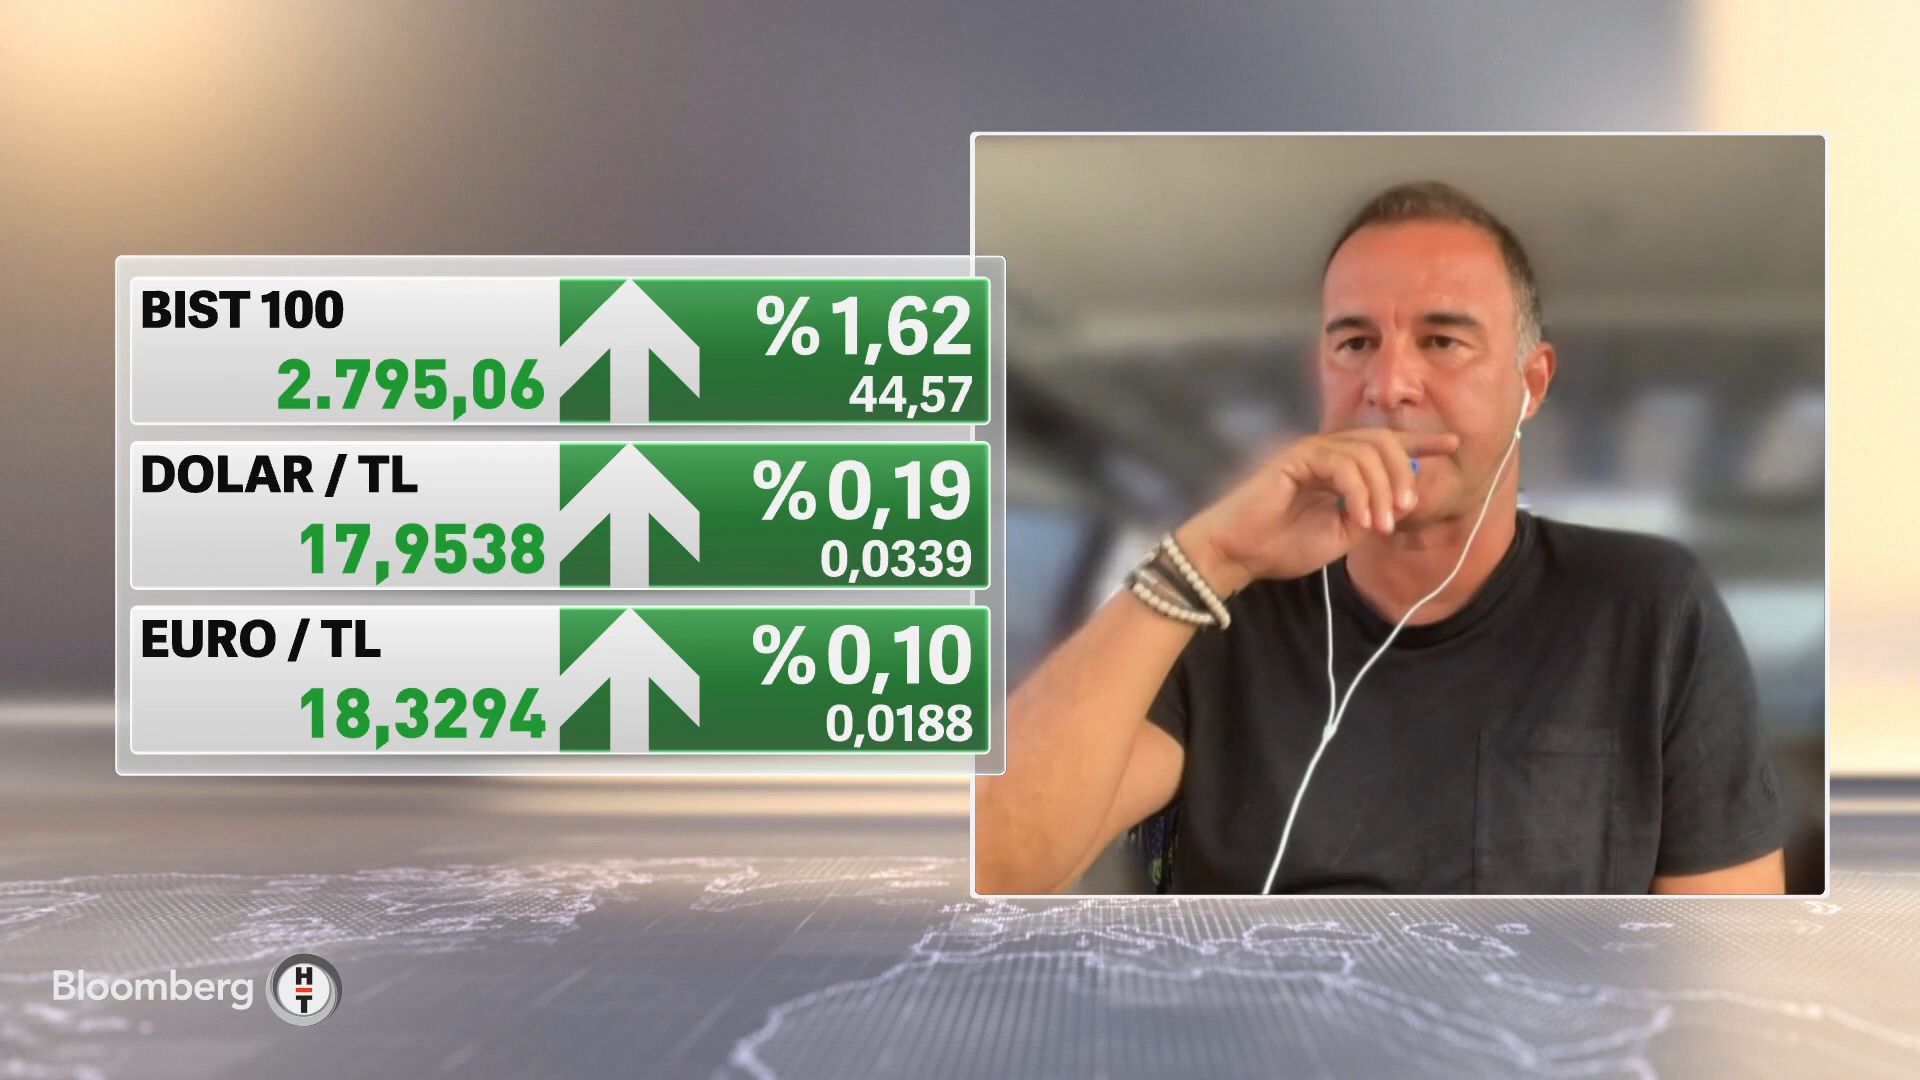 BIST 100
2.795,06
%1,62
44,57
DOLAR / TL
17,9538
%0,19
0,0339
EURO / TL
18,3294
%0,10
0,0188
Bloomberg HT